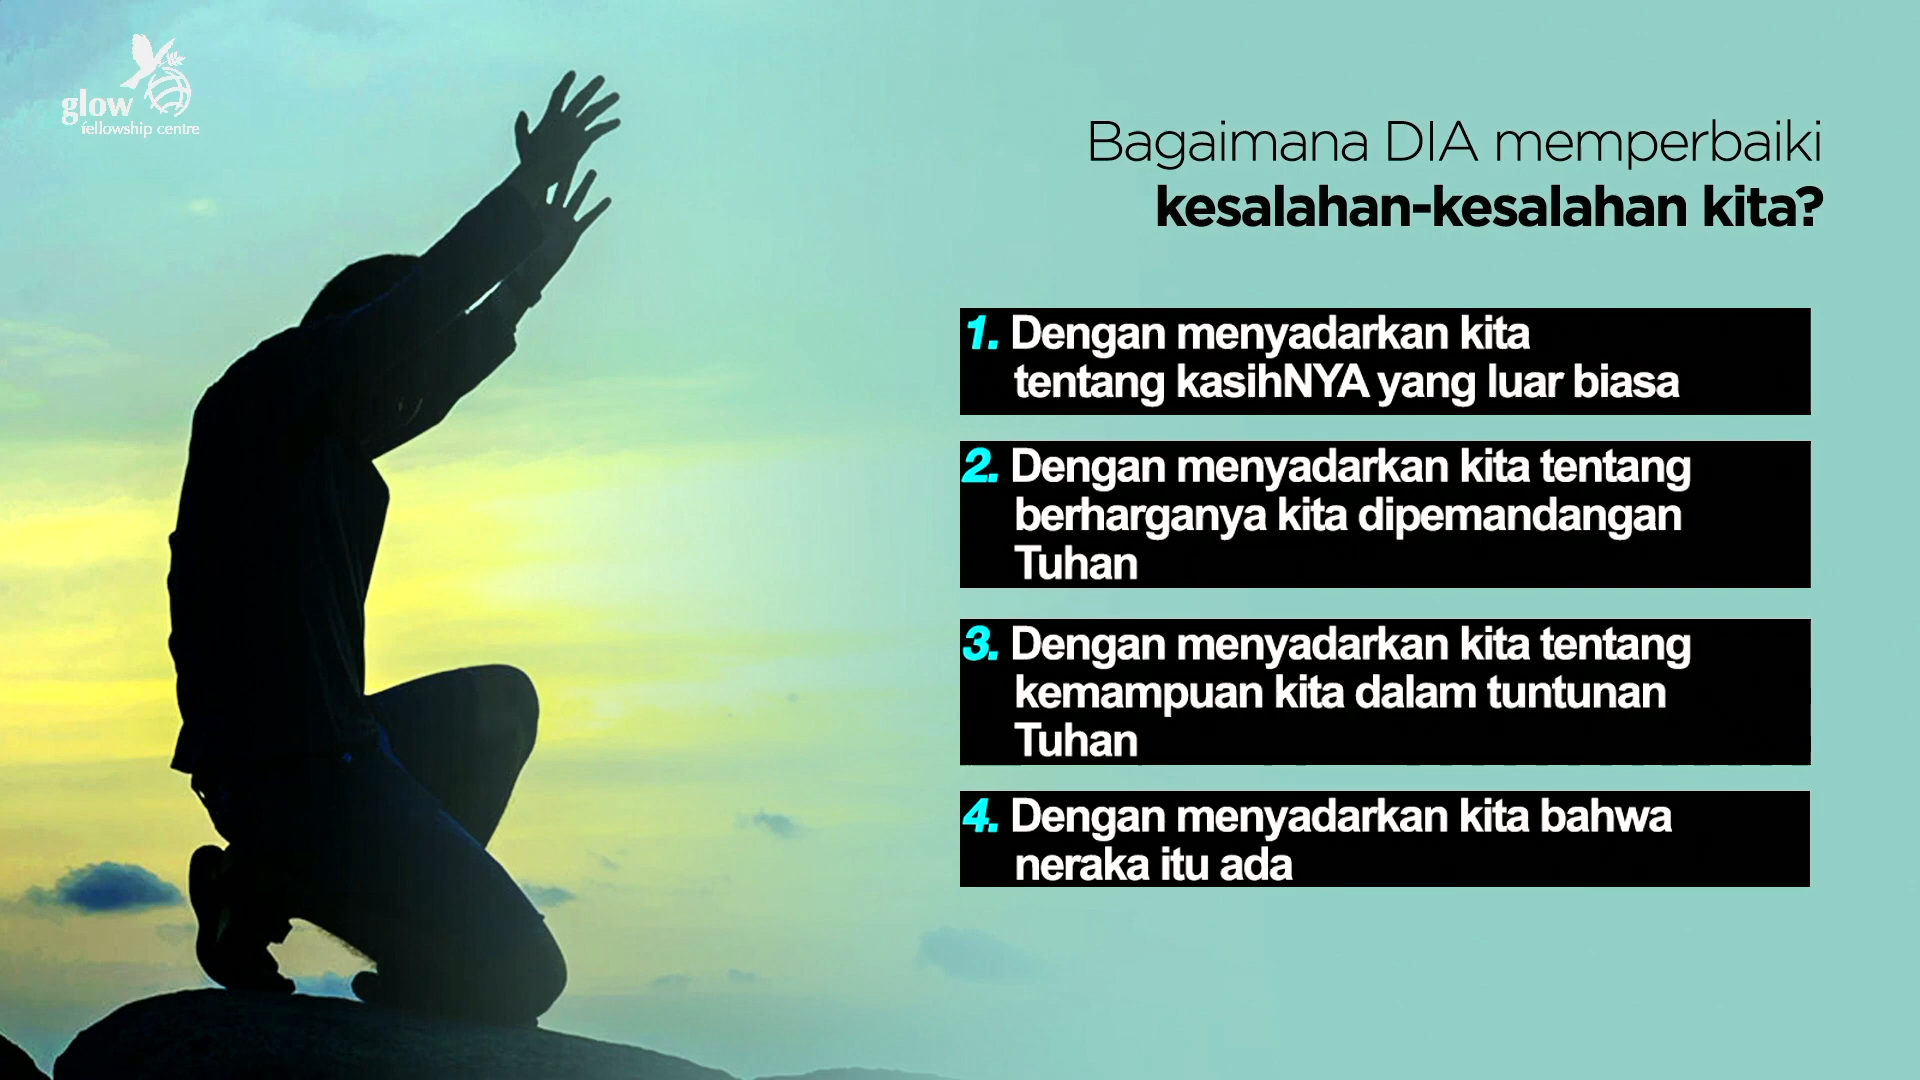 glow
fellowship centre
Bagaimana DIA memperbaiki
kesalahan-kesalahan kita?
1. Dengan menyadarkan kita
tentang kasihNYA yang luar biasa
2. Dengan menyadarkan kita tentang
berharganya kita dipemandangan
Tuhan
3. Dengan menyadarkan kita tentang
kemampuan kita dalam tuntunan
Tuhan
4. Dengan menyadarkan kita bahwa
neraka itu ada